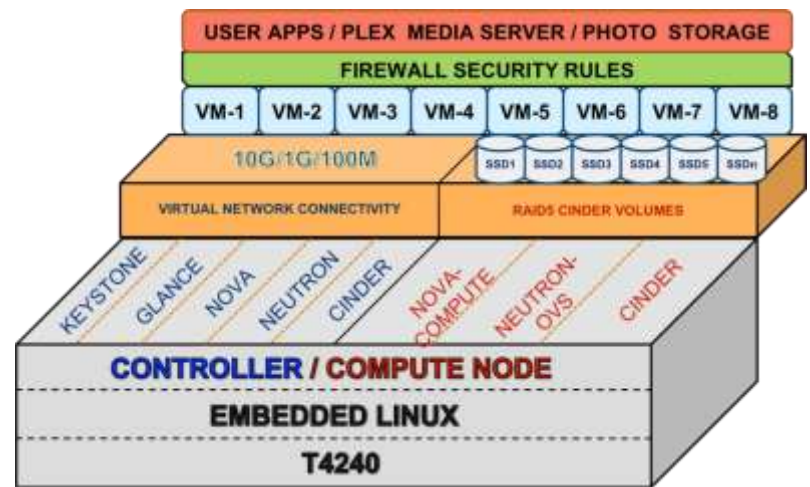 USER APPS / PLEX MEDIA SERVER / PHOTO STORAGE
FIREWALL SECURITY RULES
VM-1 VM-2 VM-3 VM-4 VM-5 VM-6 VM-7 VM-8
10G/1G/100M
SSD1 SSD2 SSD3 SSD4 SSD5 SSDn
VIRTUAL NETWORK CONNECTIVITY
RAID5 CINDER VOLUMES
KEYSTONE
GLANCE
NOVA
NEUTRON
CINDER
NOVA-
COMPUTE
NEUTRON-
OVS
CINDER
CONTROLLER / COMPUTE NODE
EMBEDDED LINUX
T4240